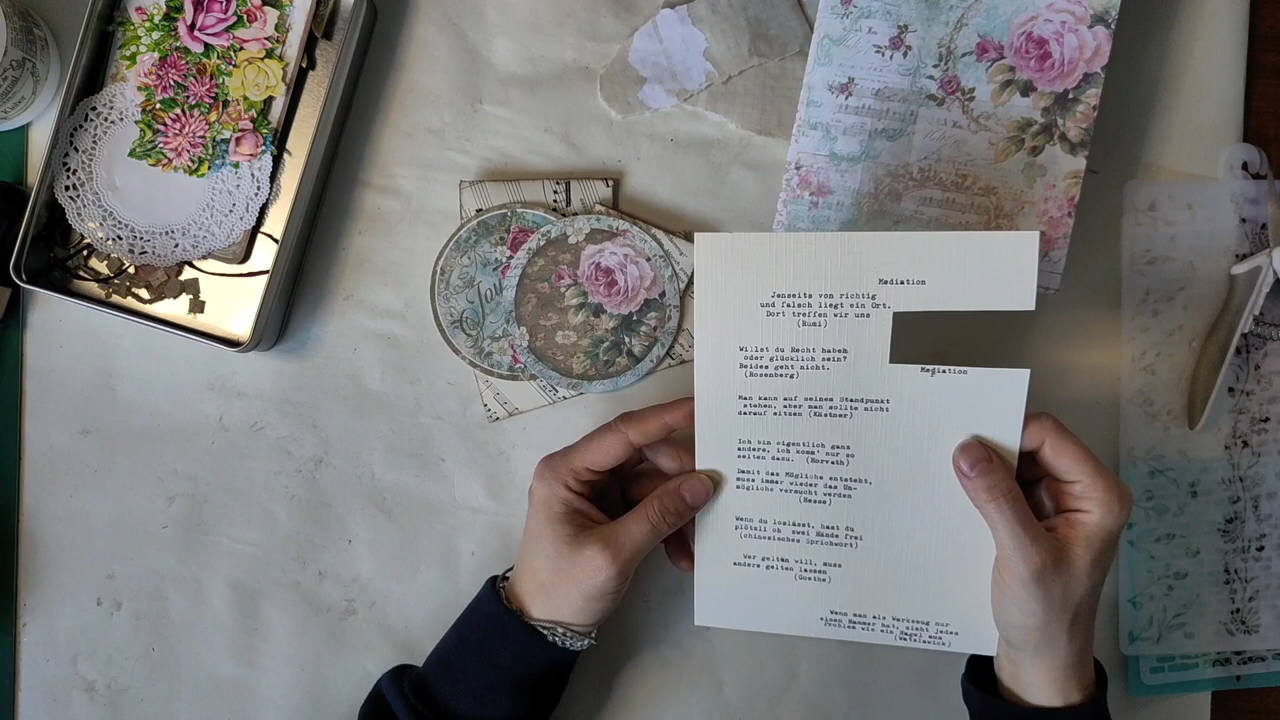 Mediation
Jenseits von richtig
und falsch liegt ein Ort.
Dort treffen wir uns
(Rumi)
Mediation
Willst du Recht habeh
oder glücklich sein?
Beides geht nicht.
(Rosenberg)
Man kann auf seinem Standpunkt
stehen, aber man sollte nicht
darauf sitzen (Kästner)
Ich bin eigentlich ganz
anders, ich komm' nur so
selten dazu. (Horvath)
Damit das Mögliche entsteht,
muss immer wieder das Un-
mögliche versucht werden
(Hesse)
Wenn du loslässt, hast du
plötzli ch zwei Hände frei
(chinesisches Sprichwort)
Wer gelten will, muss
andere gelten lassen
(Goethe)
Wenn man als Werkzeug nur
einen Hammer hat, sieht jedes
Problem wie ein Nagel aus
(Watzlawick)
Joy